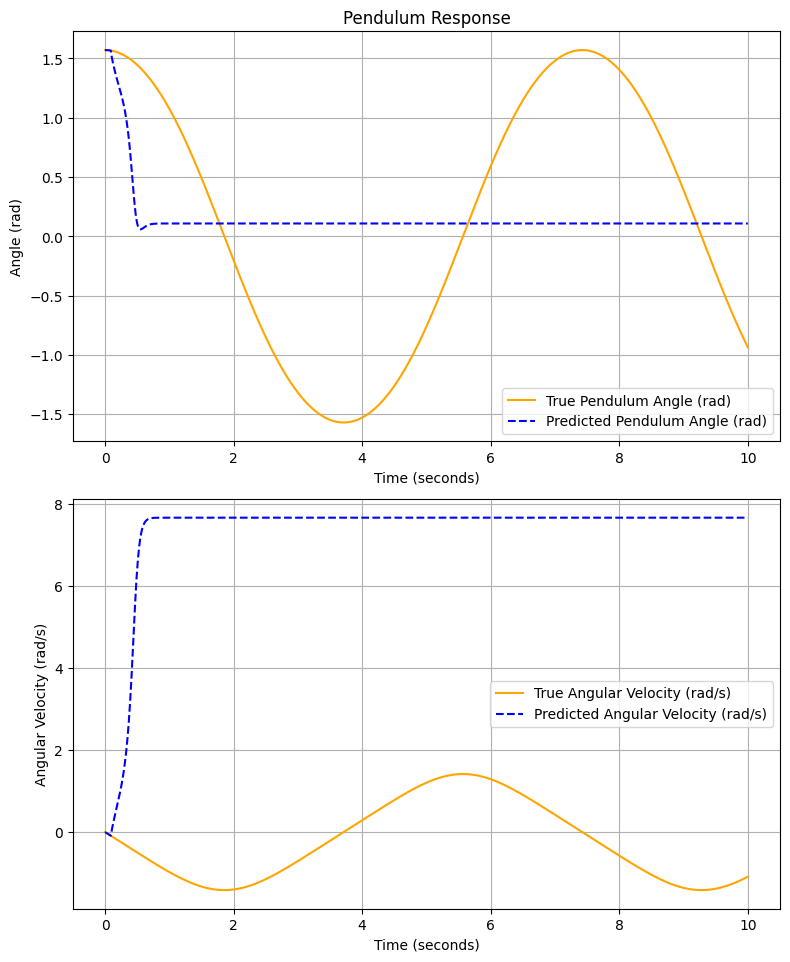 Pendulum Response
Angle (rad)
1.5
1.0
0.5
0.0
−0.5
−1.0
−1.5
True Pendulum Angle (rad)
Predicted Pendulum Angle (rad)
0 2 4 6 8 10
Time (seconds)
Angular Velocity (rad/s)
8
6
4
2
0
True Angular Velocity (rad/s)
Predicted Angular Velocity (rad/s)
0 2 4 6 8 10
Time (seconds)